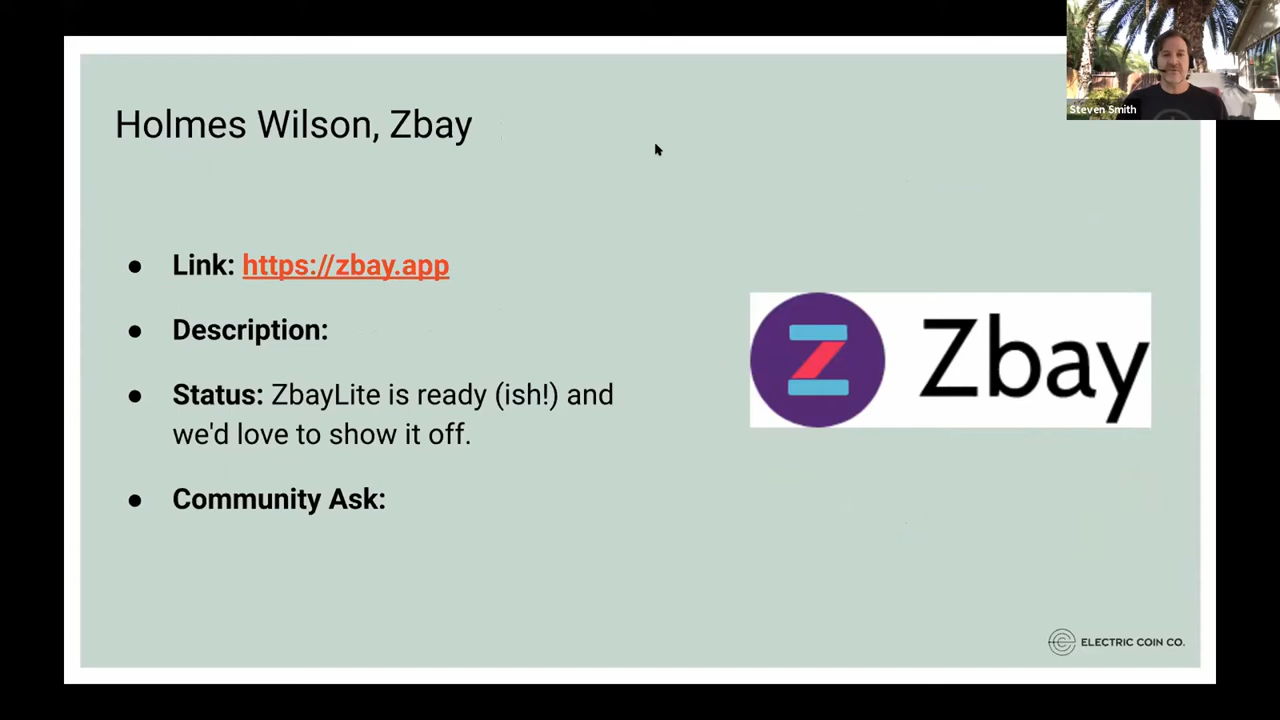 Steven Smith
Holmes Wilson, Zbay
● Link: https://zbay.app
● Description:
● Status: ZbayLite is ready (ish!) and
we'd love to show it off.
● Community Ask:
Zbay
ELECTRIC COIN CO.